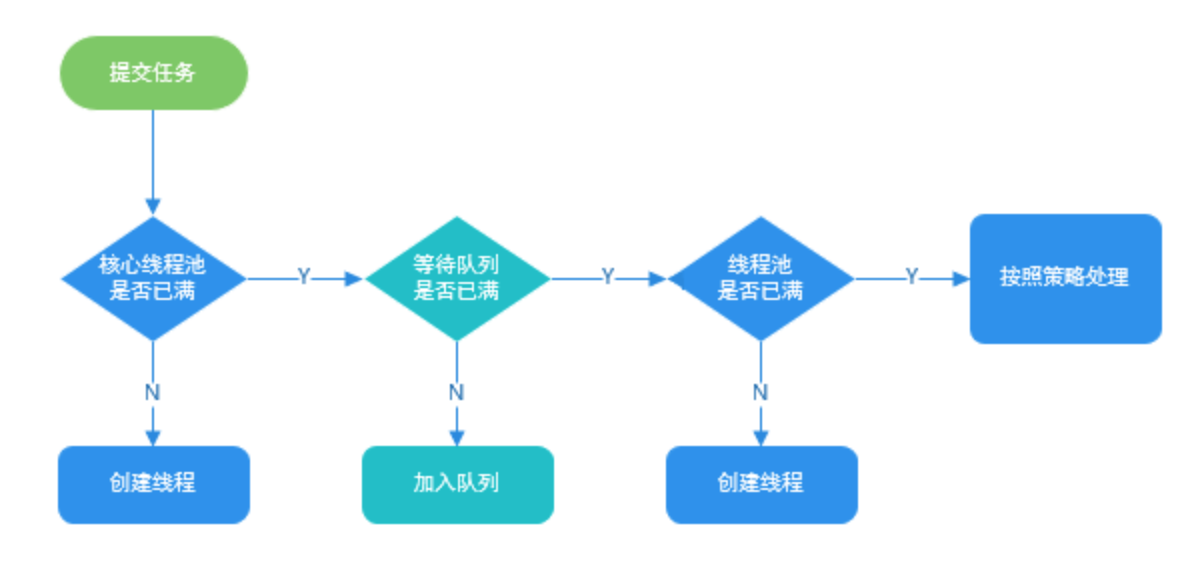 提交任务
核心线程池
是否已满
Y
等待队列
是否已满
Y
线程池
是否已满
Y
按照策略处理
N
N
N
创建线程
加入队列
创建线程